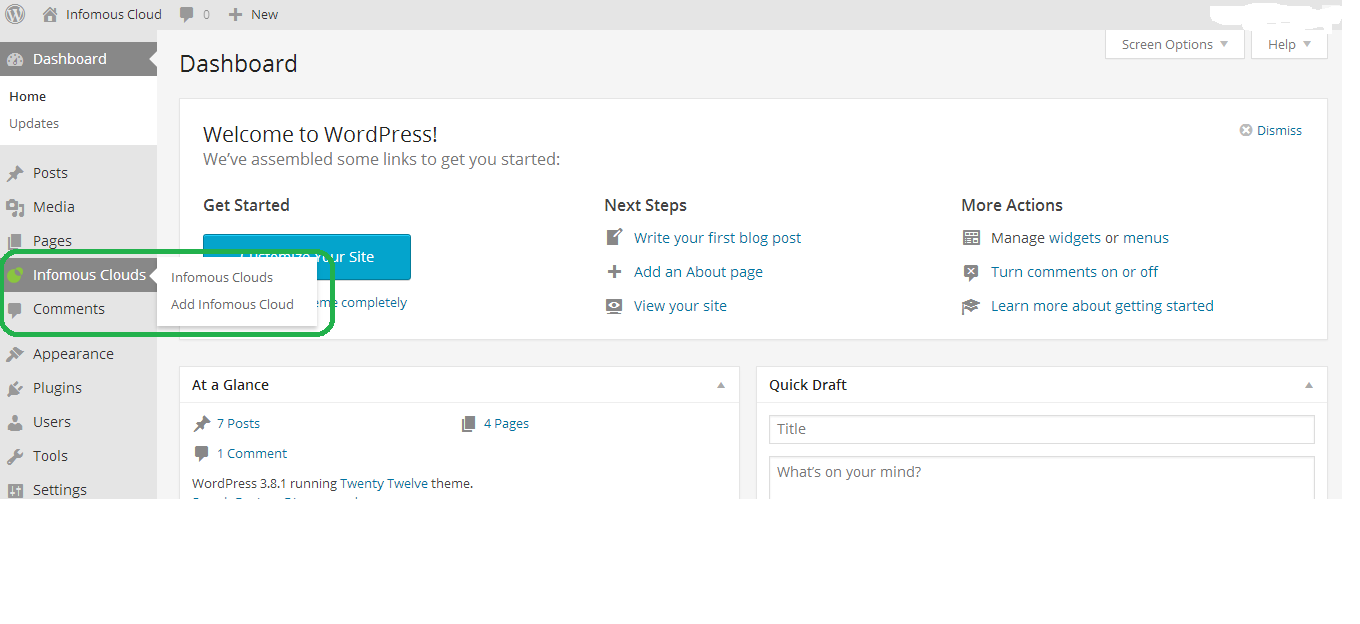 Infomous Cloud 0 New
Screen Options Help
Dashboard
Home
Updates
Posts
Media
Pages
Infomous Clouds
Infomous Clouds
Add Infomous Cloud
Comments
Appearance
Plugins
Users
Tools
Settings
Dashboard
Welcome to WordPress!
We've assembled some links to get you started:
Dismiss
Get Started
Your Site
completely
Next Steps
Write your first blog post
Add an About page
View your site
More Actions
Manage widgets or menus
Turn comments on or off
Learn more about getting started
At a Glance
7 Posts
4 Pages
1 Comment
WordPress 3.8.1 running Twenty Twelve theme.
Quick Draft
Title
What's on your mind?